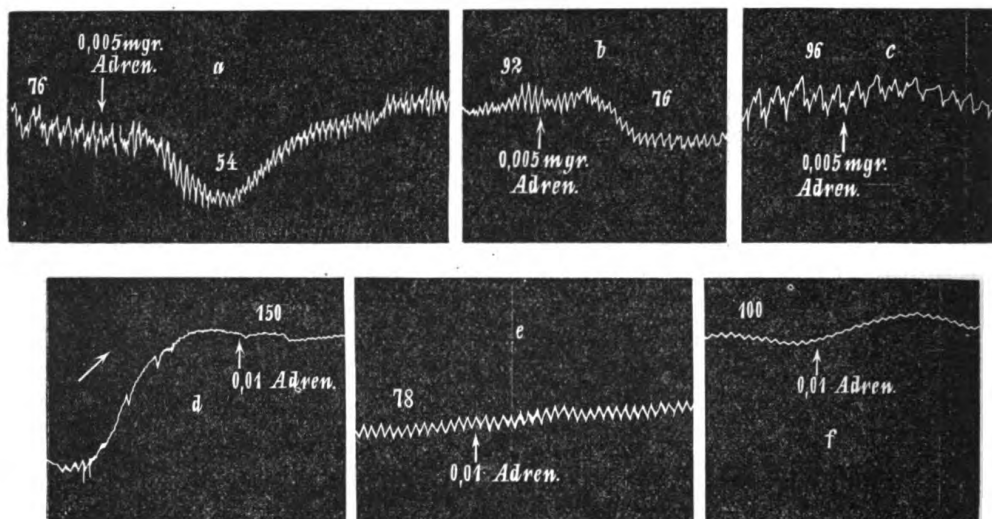 0,005 mgr.
Adren.
a
76
54
b
92
76
0,005 mgr.
Adren.
96
c
0,005 mgr.
Adren.
150
0,01 Adren.
d
e
78
0,01 Adren.
100
0,01 Adren.
f